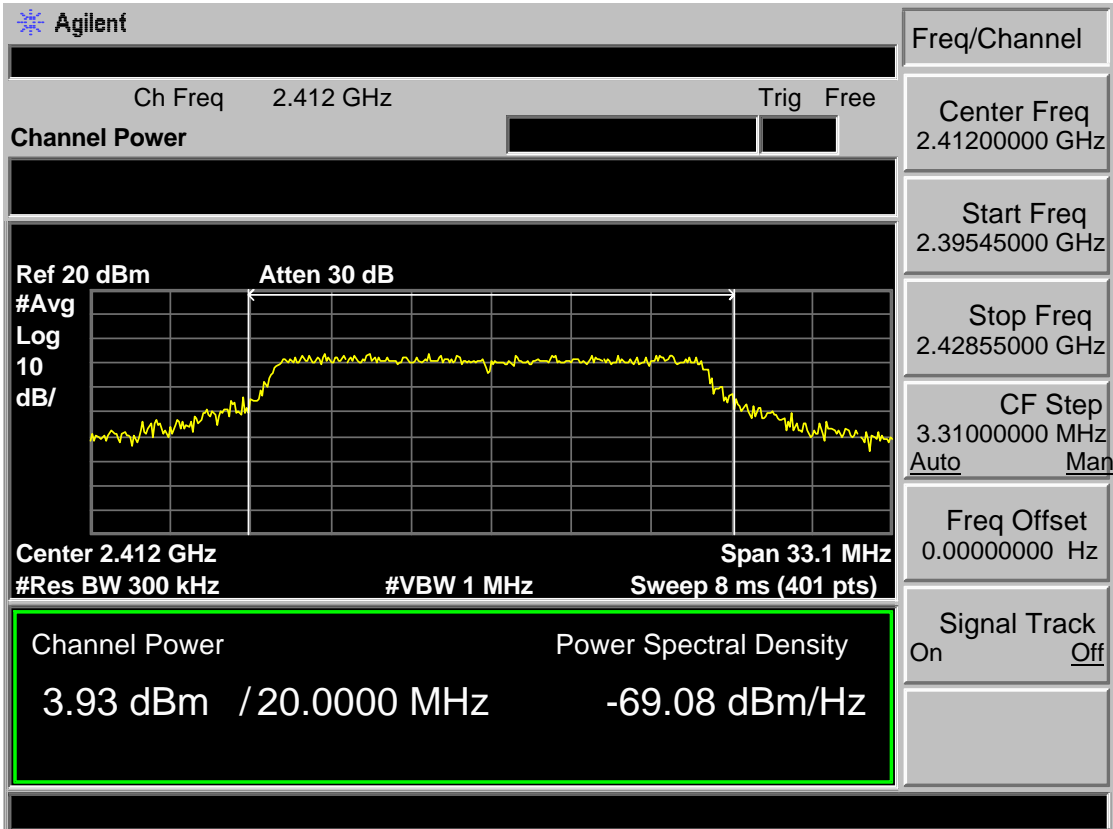 Agilent
Ch Freq 2.412 GHz Trig Free
Channel Power
Ref 20 dBm Atten 30 dB
#Avg
Log
10
dB/
Center 2.412 GHz Span 33.1 MHz
#Res BW 300 kHz #VBW 1 MHz Sweep 8 ms (401 pts)
Channel Power Power Spectral Density
3.93 dBm / 20.0000 MHz -69.08 dBm/Hz
Freq/Channel
Center Freq
2.41200000 GHz
Start Freq
2.39545000 GHz
Stop Freq
2.42855000 GHz
CF Step
3.31000000 MHz
Auto Man
Freq Offset
0.00000000 Hz
Signal Track
On Off